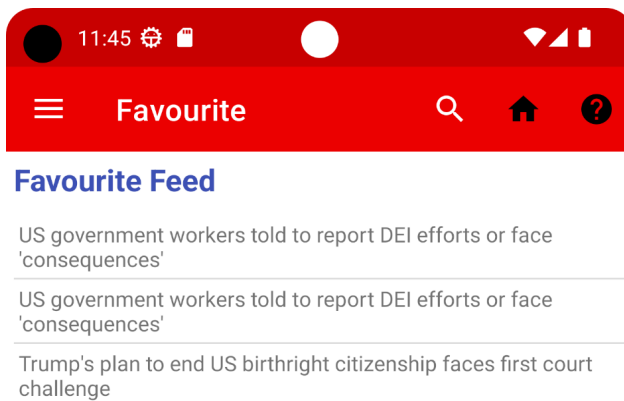 11:45
Favourite
Favourite Feed
US government workers told to report DEI efforts or face
'consequences'
US government workers told to report DEI efforts or face
'consequences'
Trump's plan to end US birthright citizenship faces first court
challenge